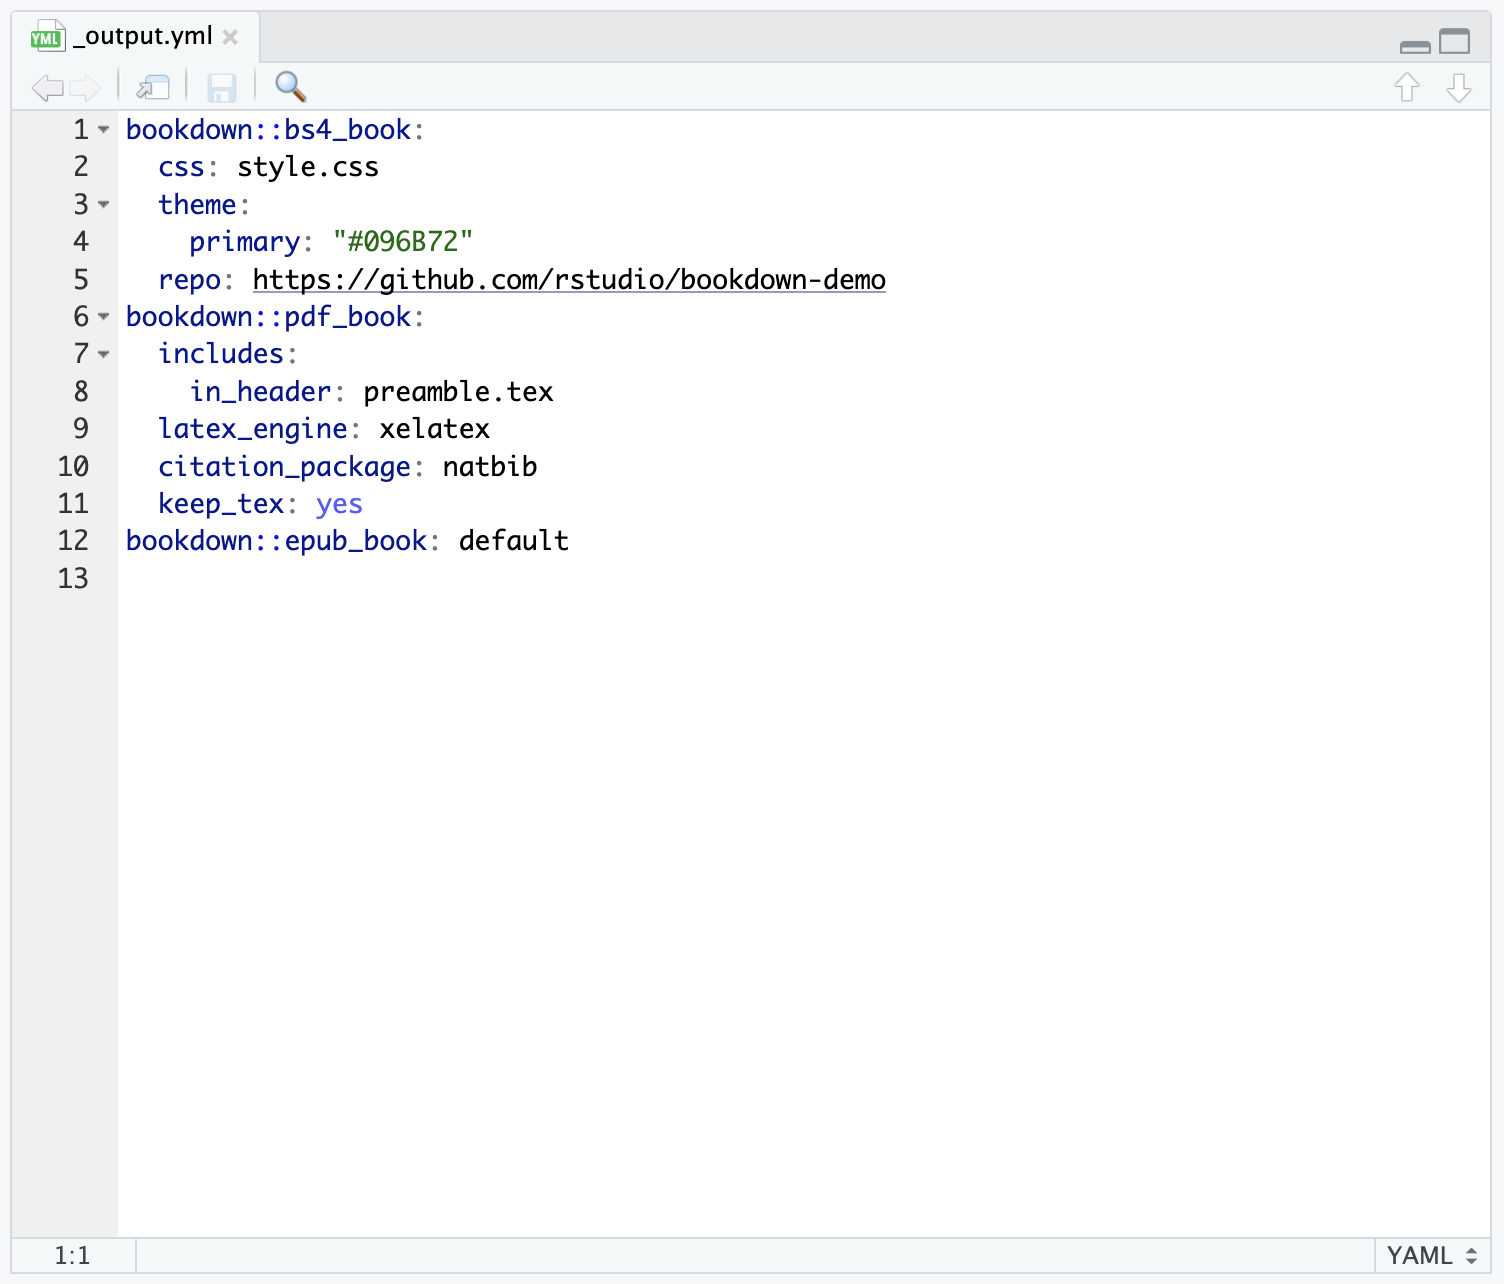 YML _output.yml
1 bookdown::bs4_book:
2   css: style.css
3   theme:
4     primary: "#096B72"
5   repo: https://github.com/rstudio/bookdown-demo
6 bookdown::pdf_book:
7   includes:
8     in_header: preamble.tex
9   latex_engine: xelatex
10   citation_package: natbib
11   keep_tex: yes
12 bookdown::epub_book: default
13
1:1 YAML